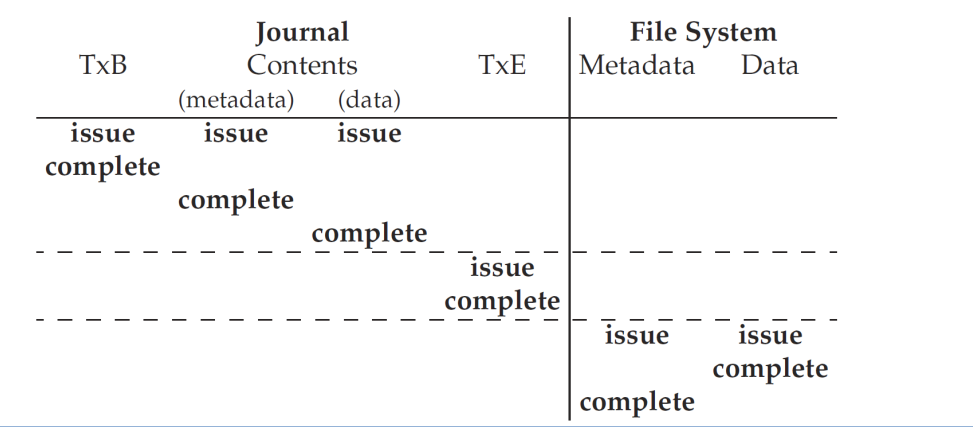 Journal File System
TxB Contents TxE Metadata Data
(metadata) (data)
issue issue issue
complete
complete
complete
issue
complete
issue issue
complete
complete